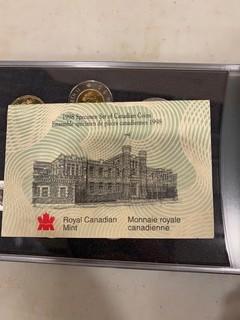 1998 Specimen Set of Canadian Coins
Ensemble spécimen de pièces canadiennes 1998
Royal Canadian
Mint
Monnaie royale
canadienne